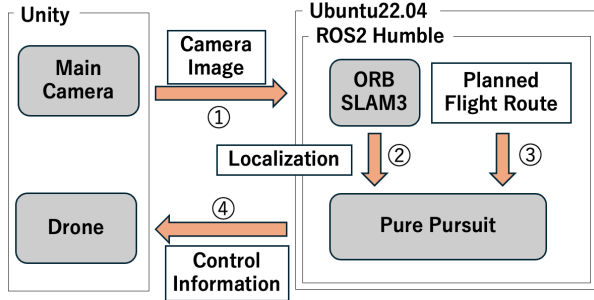 Unity
Ubuntu22.04
ROS2 Humble
Main
Camera
Camera
Image
①
ORB
SLAM3
Planned
Flight Route
Localization
②
③
Drone
④
Control
Information
Pure Pursuit